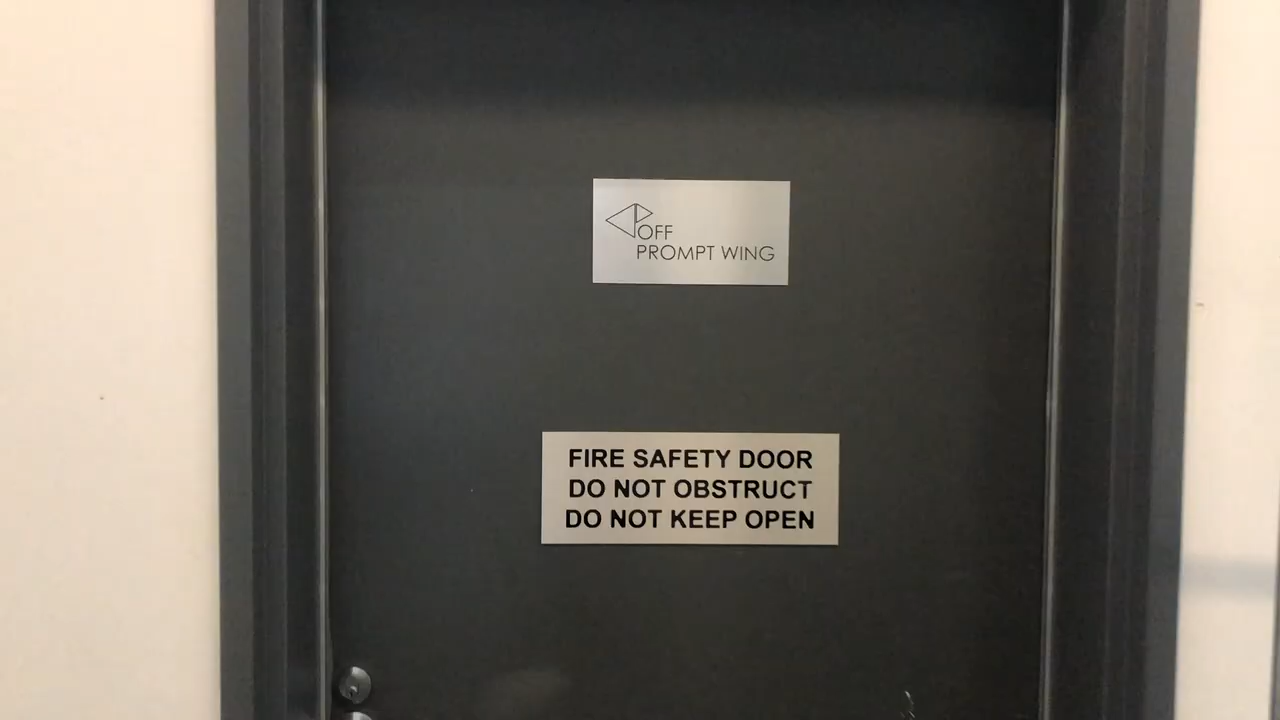 OFF
PROMPT WING
FIRE SAFETY DOOR
DO NOT OBSTRUCT
DO NOT KEEP OPEN